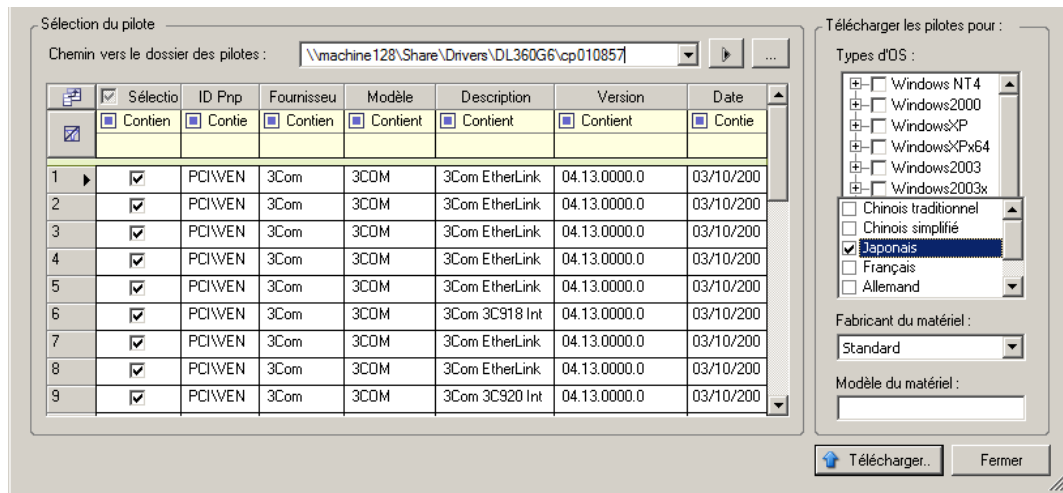 Sélection du pilote
Chemin vers le dossier des pilotes : \\machine128\Share\Drivers\DL360G6\cp010857 ...
Sélectio ID Pnp Fournisseu Modèle Description Version Date
Contien Contie Contien Contient Contient Contient Contie
1 PCI\VEN 3Com 3COM 3Com EtherLink 04.13.0000.0 03/10/200
2 PCI\VEN 3Com 3COM 3Com EtherLink 04.13.0000.0 03/10/200
3 PCI\VEN 3Com 3COM 3Com EtherLink 04.13.0000.0 03/10/200
4 PCI\VEN 3Com 3COM 3Com EtherLink 04.13.0000.0 03/10/200
5 PCI\VEN 3Com 3COM 3Com EtherLink 04.13.0000.0 03/10/200
6 PCI\VEN 3Com 3COM 3Com 3C918 Int 04.13.0000.0 03/10/200
7 PCI\VEN 3Com 3COM 3Com EtherLink 04.13.0000.0 03/10/200
8 PCI\VEN 3Com 3COM 3Com EtherLink 04.13.0000.0 03/10/200
9 PCI\VEN 3Com 3COM 3Com 3C920 Int 04.13.0000.0 03/10/200
Télécharger les pilotes pour :
Types d'OS :
Windows NT4
Windows2000
WindowsXP
WindowsXPx64
Windows2003
Windows2003x
Chinois traditionnel
Chinois simplifié
Japonais
Français
Allemand
Fabricant du matériel :
Standard
Modèle du matériel :
Télécharger.. Fermer